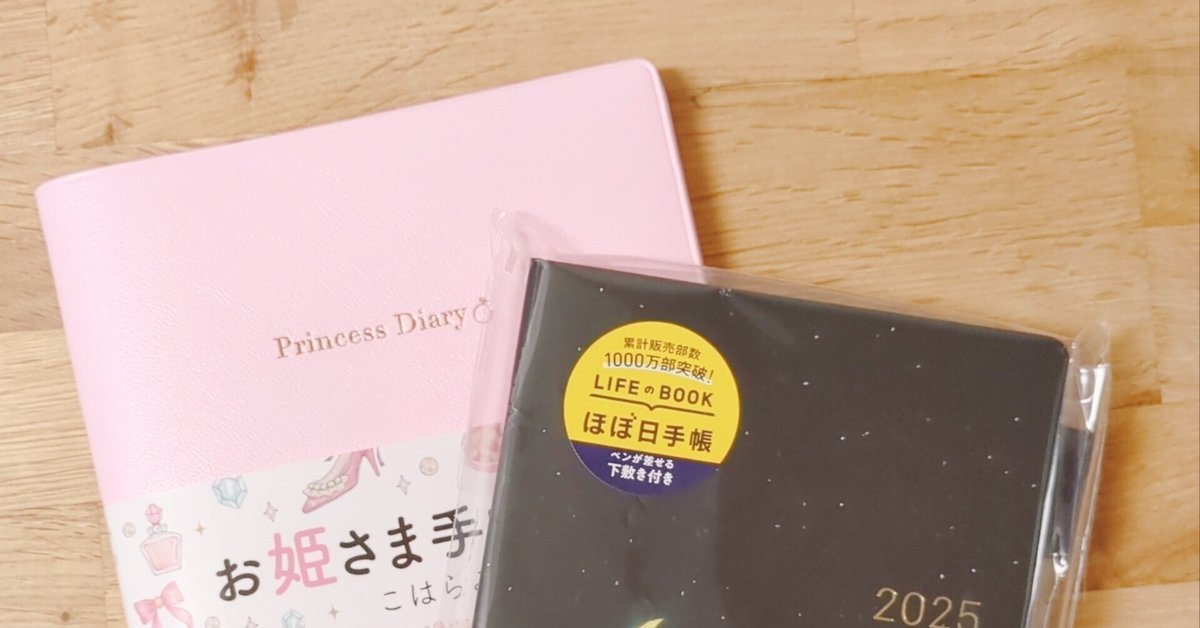 Princess Diary
お姫さま手
こはら
累計販売部数
1000万部突破!
LIFEのBOOK
ほぼ日手帳
ペンが差せる
下敷き付き
2025